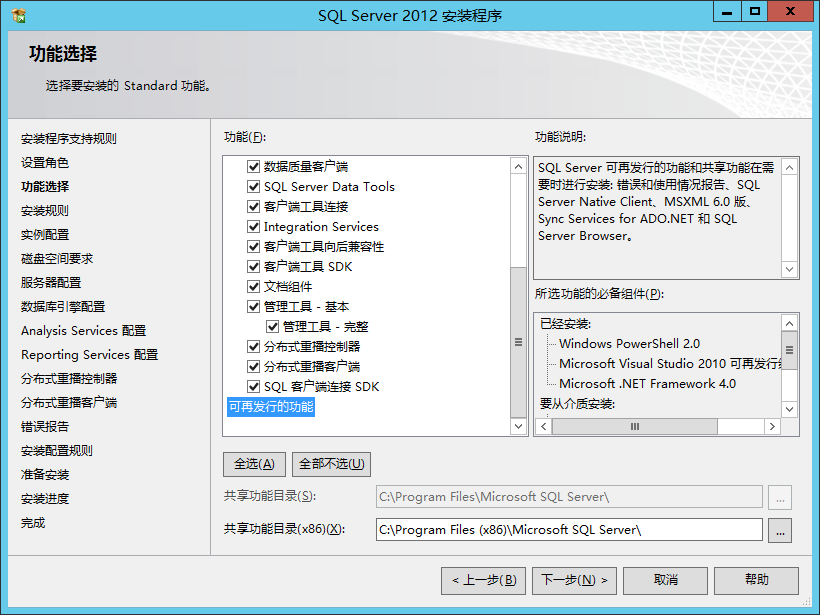 SQL Server 2012 安装程序
功能选择
选择要安装的 Standard 功能。
安装程序支持规则
设置角色
功能选择
安装规则
实例配置
磁盘空间要求
服务器配置
数据库引擎配置
Analysis Services 配置
Reporting Services 配置
分布式重播控制器
分布式重播客户端
错误报告
安装配置规则
准备安装
安装进度
完成
功能(F):
数据质量客户端
SQL Server Data Tools
客户端工具连接
Integration Services
客户端工具向后兼容性
客户端工具 SDK
文档组件
管理工具 - 基本
管理工具 - 完整
分布式重播控制器
分布式重播客户端
SQL 客户端连接 SDK
可再发行的功能
功能说明:
SQL Server 可再发行的功能和共享功能在需
要时进行安装: 错误和使用情况报告、SQL
Server Native Client、MSXML 6.0 版、
Sync Services for ADO.NET 和 SQL
Server Browser。
所选功能的必备组件(P):
已经安装:
Windows PowerShell 2.0
Microsoft Visual Studio 2010 可再发行
Microsoft .NET Framework 4.0
要从介质安装:
全选(A)
全部不选(U)
共享功能目录(S):
C:\Program Files\Microsoft SQL Server\
...
共享功能目录(x86)(X):
C:\Program Files (x86)\Microsoft SQL Server\
...
< 上一步(B)
下一步(N) >
取消
帮助